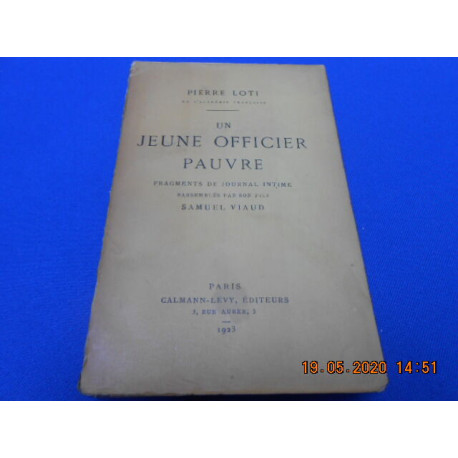 PIERRE LOTI
DE L'ACADÉMIE FRANÇAISE
UN
JEUNE OFFICIER
PAUVRE
FRAGMENTS DE JOURNAL INTIME
RASSEMBLÉS PAR SON FILS
SAMUEL VIAUD
PARIS
CALMANN-LÉVY, ÉDITEURS
3, RUE AUBER, 3
1923
19.05.2020 14:51